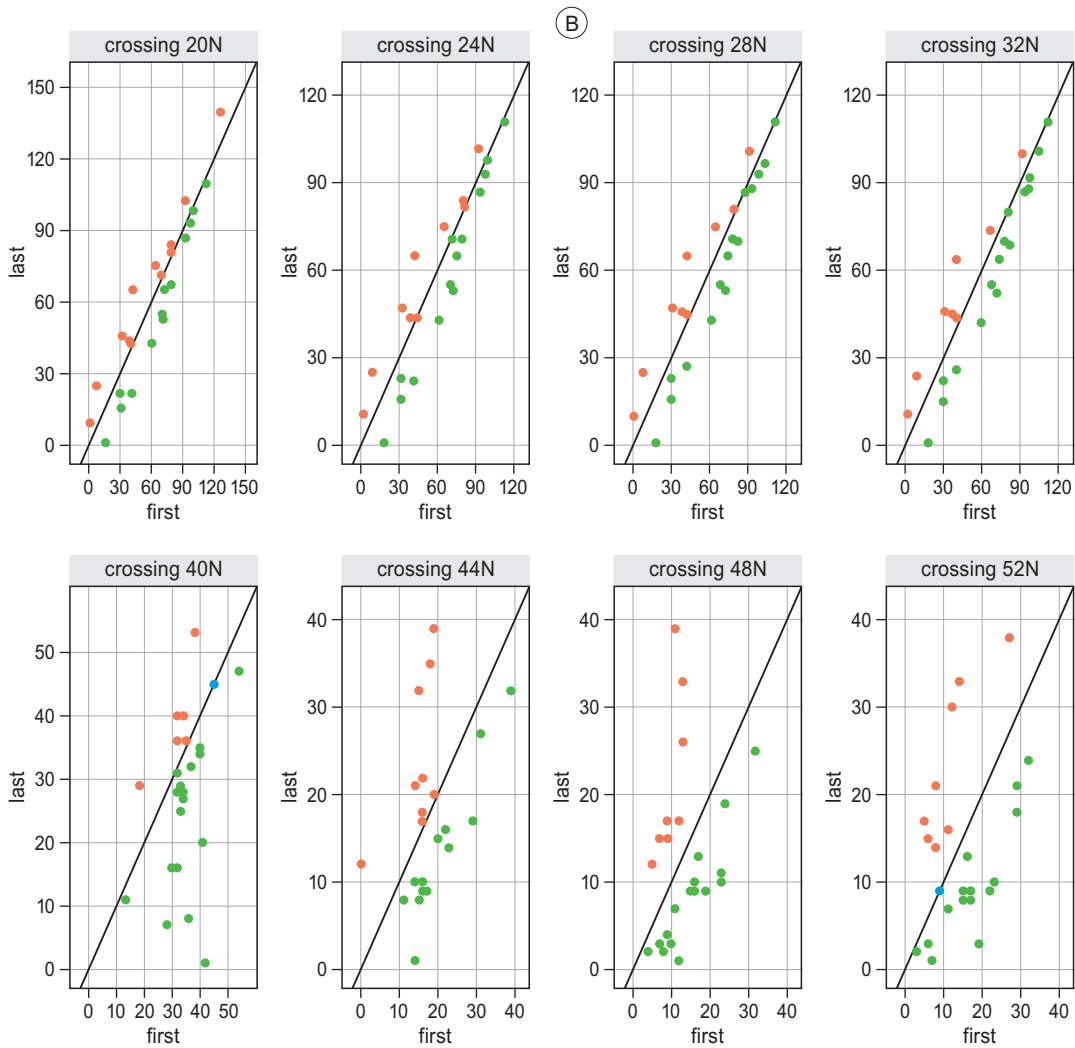 B
crossing 20N
crossing 24N
crossing 28N
crossing 32N
last
150
120
90
60
30
0
0 30 60 90 120 150
first
last
120
90
60
30
0
0 30 60 90 120
first
last
120
90
60
30
0
0 30 60 90 120
first
last
120
90
60
30
0
0 30 60 90 120
first
crossing 40N
crossing 44N
crossing 48N
crossing 52N
last
50
40
30
20
10
0
0 10 20 30 40 50
first
last
40
30
20
10
0
0 10 20 30 40
first
last
40
30
20
10
0
0 10 20 30 40
first
last
40
30
20
10
0
0 10 20 30 40
first